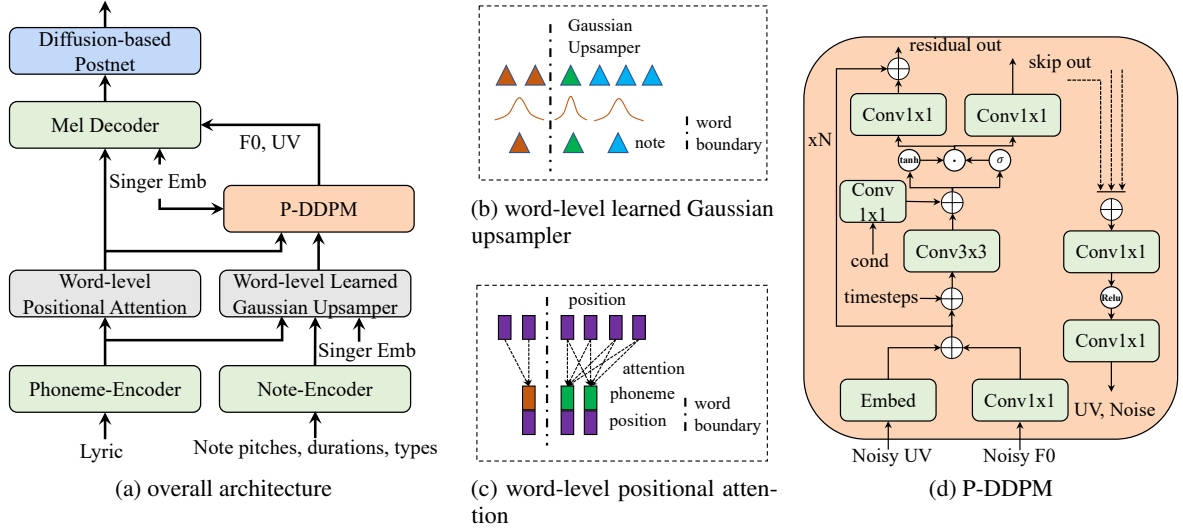 Diffusion-based
Postnet
Mel Decoder
F0, UV
Singer Emb
P-DDPM
Word-level
Positional Attention
Word-level Learned
Gaussian Upsamper
Singer Emb
Phoneme-Encoder
Note-Encoder
Lyric
Note pitches, durations, types
(a) overall architecture
Gaussian
Upsamper
note
word
boundary
(b) word-level learned Gaussian
upsampler
position
attention
phoneme
position
word
boundary
(c) word-level positional atten-
tion
residual out
skip out
Conv1x1
Conv1x1
xN
tanh
·
σ
Conv
1x1
cond
Conv3x3
timesteps
Conv1x1
Relu
Conv1x1
Embed
Conv1x1
UV, Noise
Noisy UV
Noisy F0
(d) P-DDPM